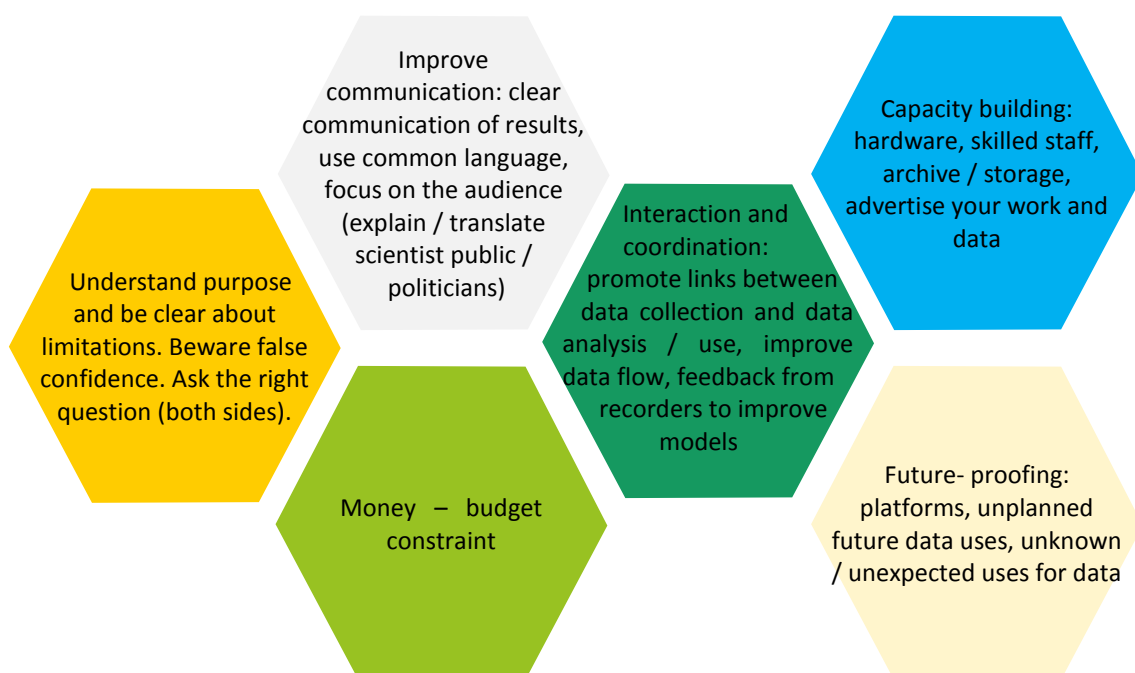 Improve
communication: clear
communication of results,
use common language,
focus on the audience
(explain / translate
scientist public /
politicians)
Capacity building:
hardware, skilled staff,
archive / storage,
advertise your work and
data
Interaction and
coordination:
promote links between
data collection and data
analysis / use, improve
data flow, feedback from
recorders to improve
models
Understand purpose
and be clear about
limitations. Beware false
confidence. Ask the right
question (both sides).
Money – budget
constraint
Future- proofing:
platforms, unplanned
future data uses, unknown
/ unexpected uses for data